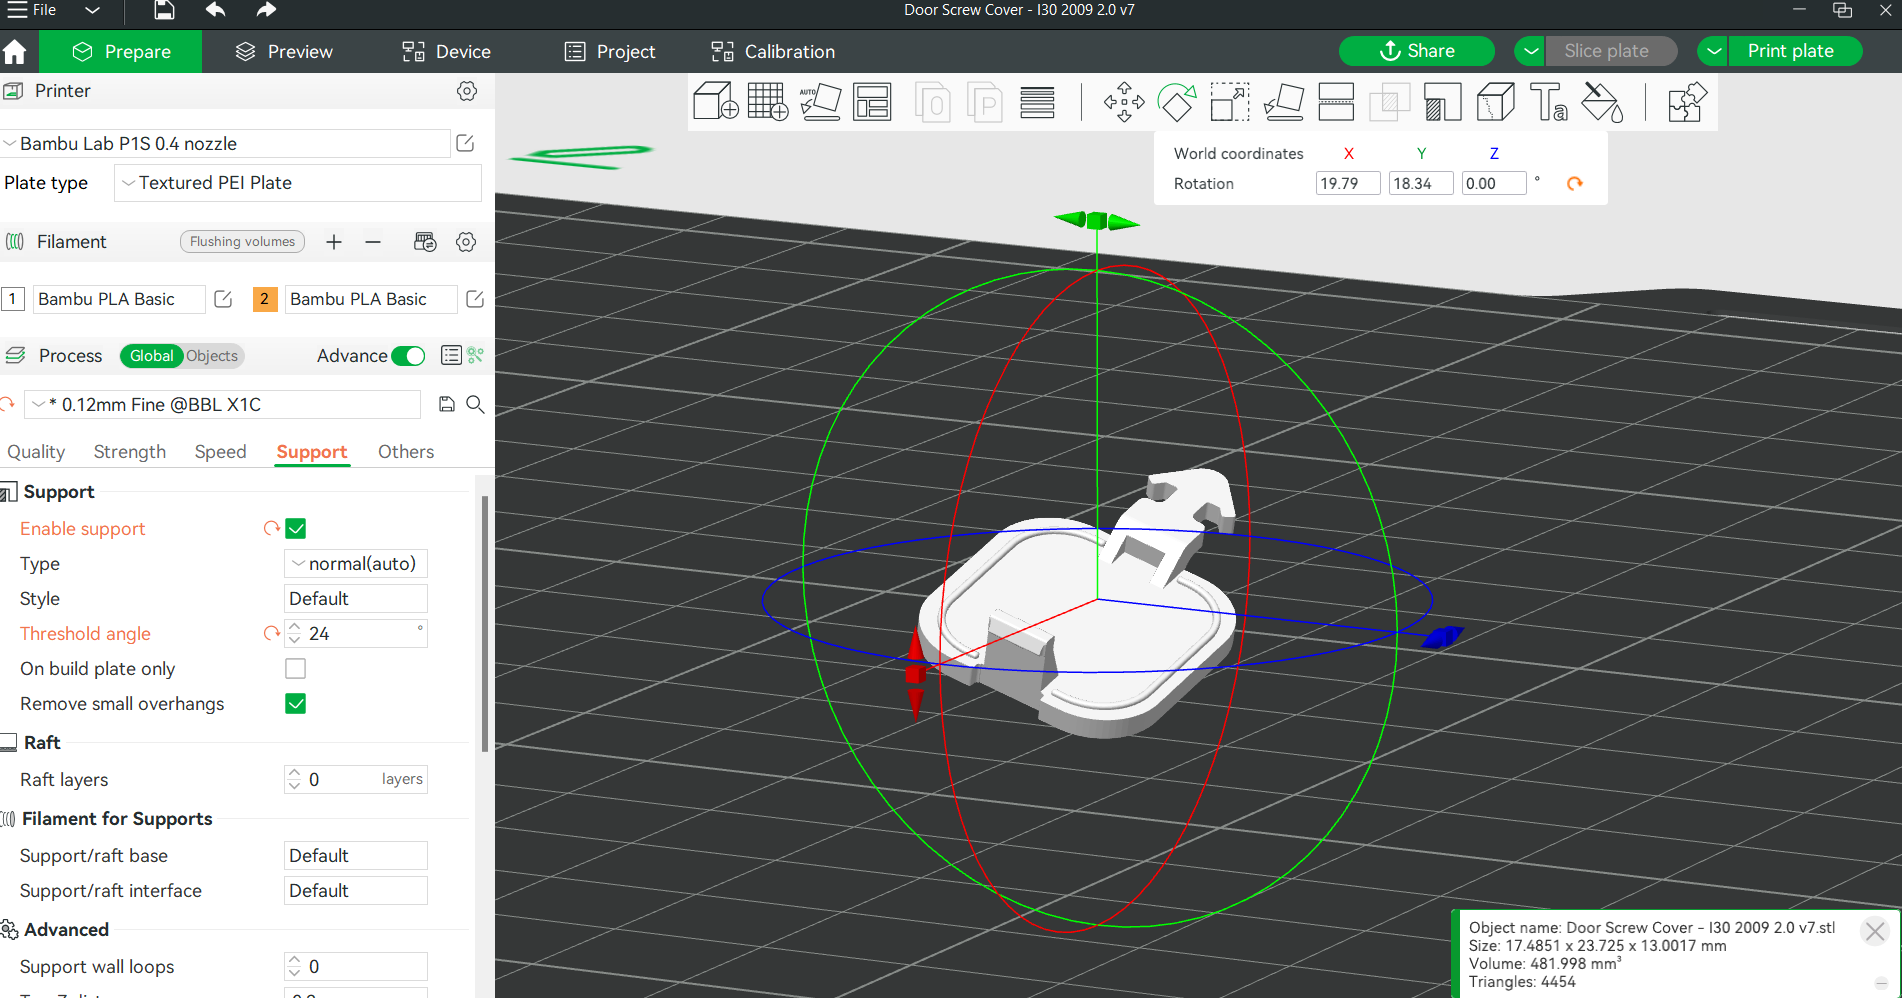 File
Door Screw Cover - I30 2009 2.0 v7
Prepare
Preview
Device
Project
Calibration
Share
Slice plate
Print plate
Printer
Bambu Lab P1S 0.4 nozzle
Plate type
Textured PEI Plate
AUTO
O
P
Ta
World coordinates X Y Z
Rotation 19.79 18.34 0.00 °
Filament
Flushing volumes
1 Bambu PLA Basic
2 Bambu PLA Basic
Process
Global Objects
Advance
* 0.12mm Fine @BBL X1C
Quality
Strength
Speed
Support
Others
Support
Enable support
Type normal(auto)
Style Default
Threshold angle 24 °
On build plate only
Remove small overhangs
Raft
Raft layers 0 layers
Filament for Supports
Support/raft base Default
Support/raft interface Default
Advanced
Support wall loops 0
Object name: Door Screw Cover - I30 2009 2.0 v7.stl
Size: 17.4851 x 23.725 x 13.0017 mm
Volume: 481.998 mm³
Triangles: 4454